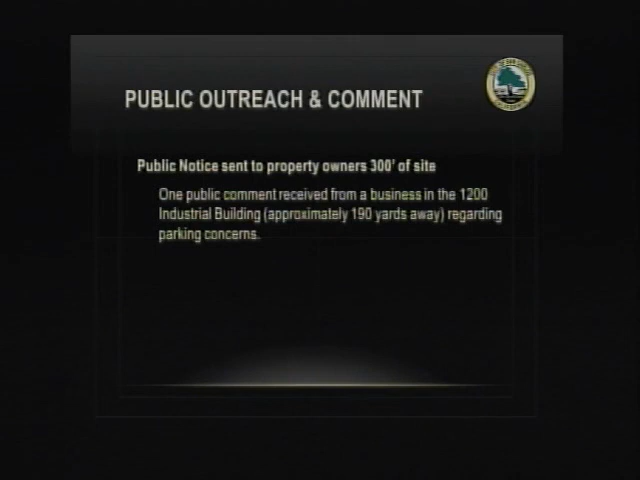 PUBLIC OUTREACH & COMMENT
Public Notice sent to property owners 300' of site
One public comment received from a business in the 1200
Industrial Building (approximately 190 yards away) regarding
parking concerns.